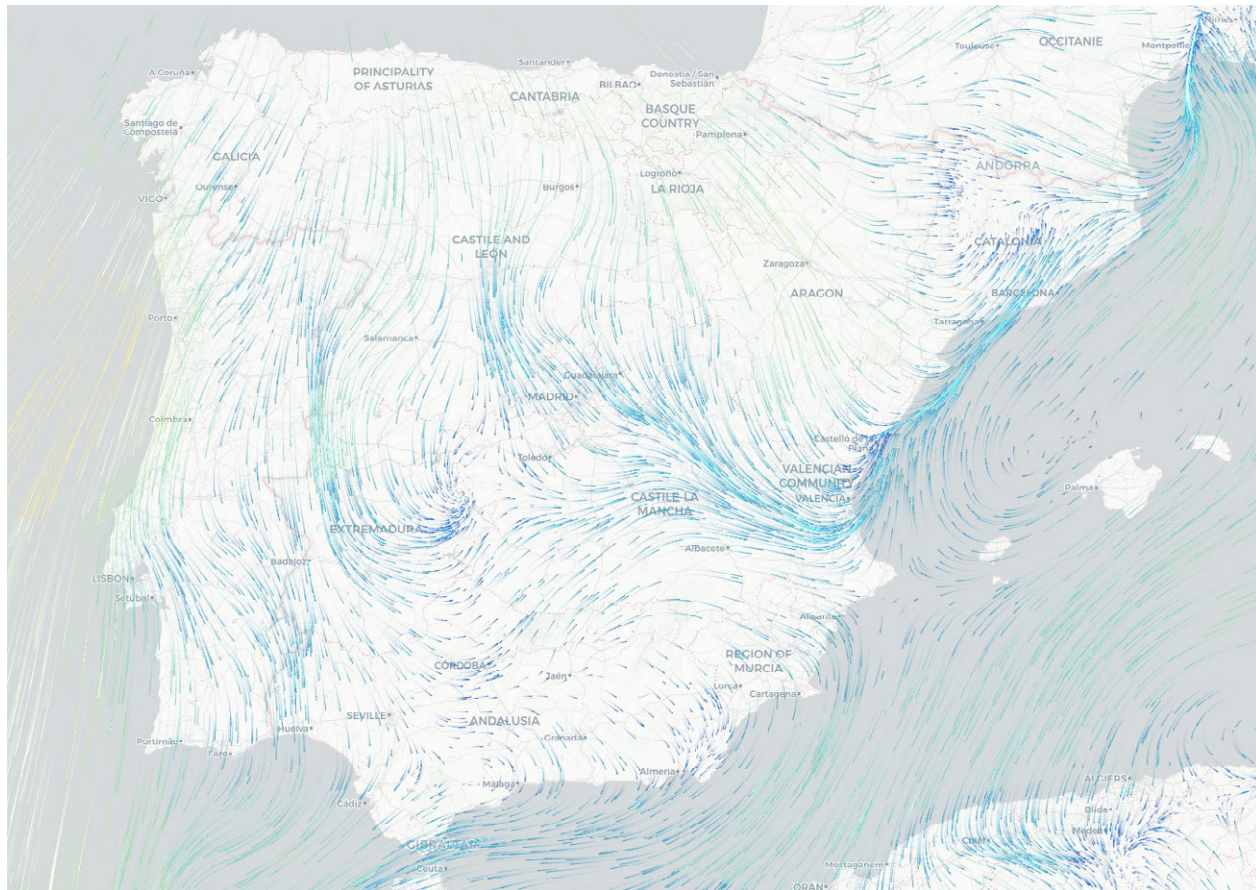 Nîmes
OCCITANIE
Toulouse
Montpellie
A Coruña
Santander
PRINCIPALITY
OF ASTURIAS
Donostia / San
Sebastián
BILBAO
CANTABRIA
BASQUE
COUNTRY
Santiago de
Compostela
Pamplona
GALICIA
ANDORRA
Logroño
LA RIOJA
Ourense
Burgos
VIGO
CASTILE AND
LEÓN
CATALONIA
Zaragoza
ARAGON
BARCELONA
Porto
Tarragona
Salamanca
Guadalajara
MADRID
Coimbra
Castelló de la
Plana
Toledo
VALENCIAN
COMMUNITY
VALENCIA
Palma
CASTILE-LA
MANCHA
EXTREMADURA
Albacete
Badajoz
LISBON
Setúbal
Alicante
REGION OF
MURCIA
CÓRDOBA
Jaén
Lorca
Cartagena
SEVILLE
ANDALUSIA
Huelva
Granada
Portimão
Faro
Almería
Málaga
ALGIERS
Cádiz
Blida
Medea
GIBRALTAR
Chlef
Ceuta
Mostaganem
ORAN